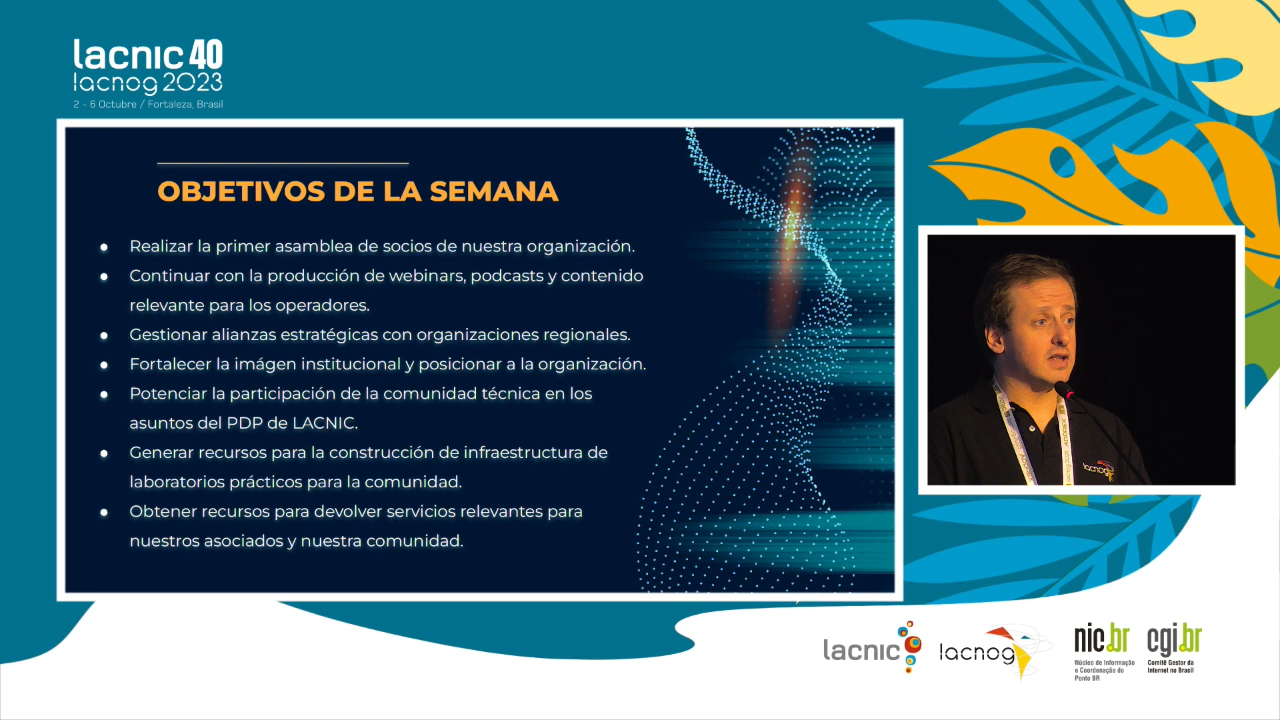 lacnic 40
lacnog 2023
2 - 6 Octubre / Fortaleza, Brasil
OBJETIVOS DE LA SEMANA
● Realizar la primer asamblea de socios de nuestra organización.
● Continuar con la producción de webinars, podcasts y contenido
relevante para los operadores.
● Gestionar alianzas estratégicas con organizaciones regionales.
● Fortalecer la imágen institucional y posicionar a la organización.
● Potenciar la participación de la comunidad técnica en los
asuntos del PDP de LACNIC.
● Generar recursos para la construcción de infraestructura de
laboratorios prácticos para la comunidad.
● Obtener recursos para devolver servicios relevantes para
nuestros asociados y nuestra comunidad.
lacnog
lacnic
lacnog
nic.br
Núcleo de Informação
e Coordenação do
Ponto BR
cgi.br
Comitê Gestor da
Internet no Brasil